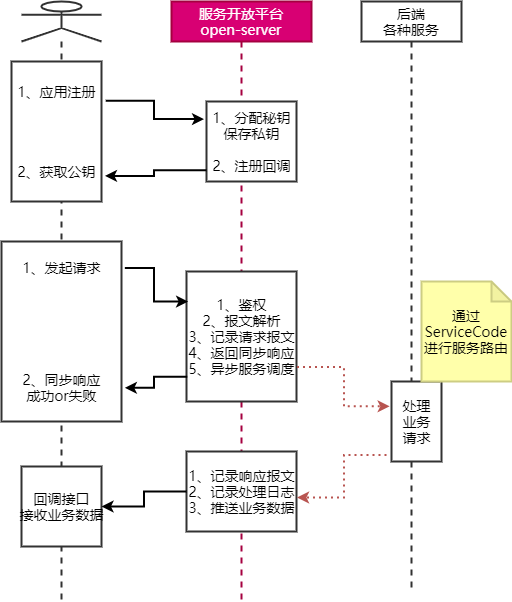 服务开放平台
open-server
后端
各种服务
1、应用注册
2、获取公钥
1、分配秘钥
保存私钥
2、注册回调
1、发起请求
2、同步响应
成功or失败
1、鉴权
2、报文解析
3、记录请求报文
4、返回同步响应
5、异步服务调度
通过
ServiceCode
进行服务路由
处理
业务
请求
回调接口
接收业务数据
1、记录响应报文
2、记录处理日志
3、推送业务数据